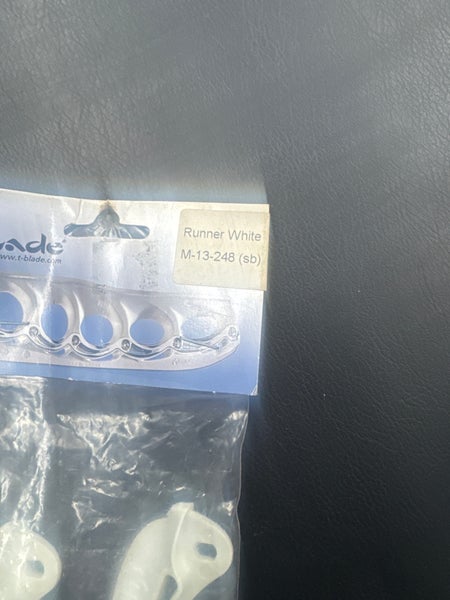 Runner White
M-13-248 (sb)
lade
www.t-blade.com